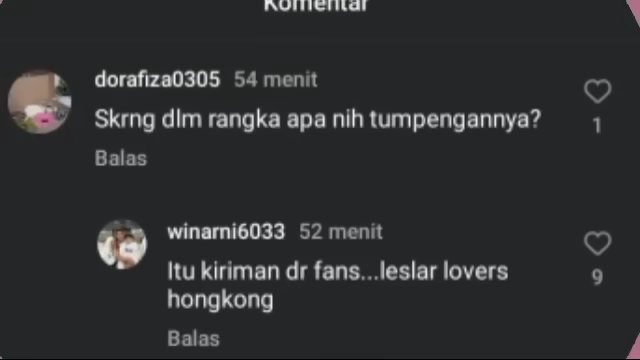 Komentar
dorafiza0305 54 menit
Skrng dlm rangka apa nih tumpengannya?
1
Balas
winarni6033 52 menit
Itu kiriman dr fans...leslar lovers
hongkong
9
Balas